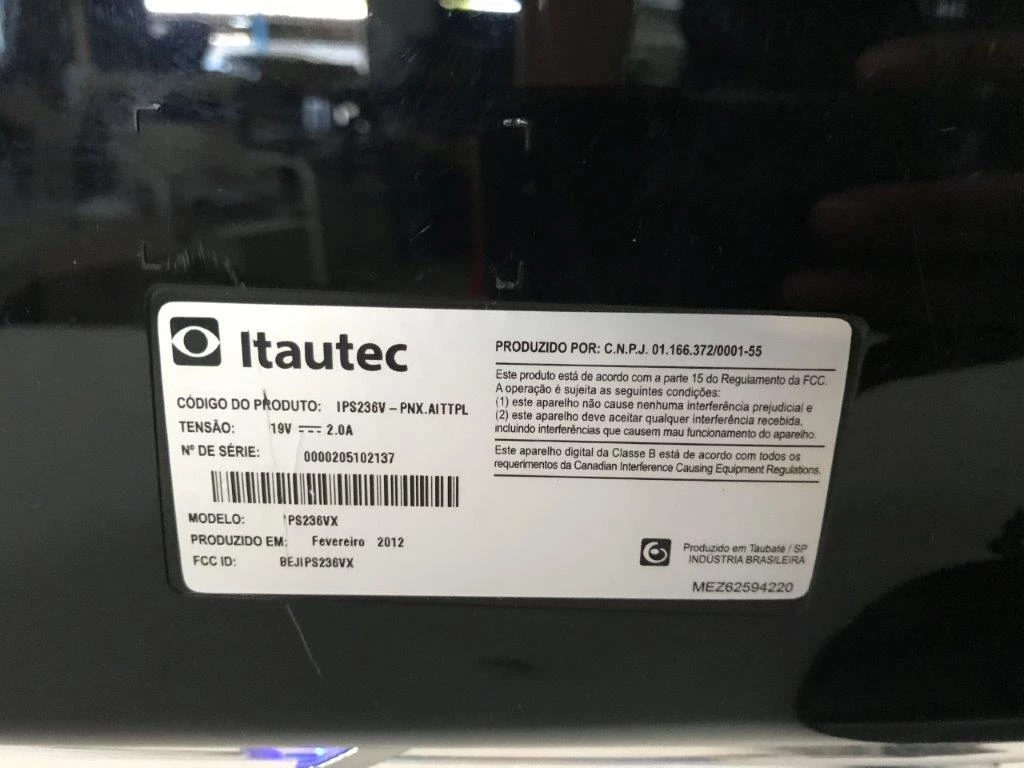 Itautec
CÓDIGO DO PRODUTO: IPS236V - PNX.AITTPL
TENSÃO: 19V 2.0A
Nº DE SÉRIE: 0000205102137
MODELO: IPS236VX
PRODUZIDO EM: Fevereiro 2012
FCC ID: BEJIPS236VX
PRODUZIDO POR: C.N.P.J. 01.166.372/0001-55
Este produto está de acordo com a parte 15 do Regulamento da FCC.
A operação é sujeita as seguintes condições:
(1) este aparelho não cause nenhuma interferência prejudicial e
(2) este aparelho deve aceitar qualquer interferência recebida,
incluindo interferências que causem mau funcionamento do aparelho.
Este aparelho digital da Classe B está de acordo com todos os
requerimentos da Canadian Interference Causing Equipment Regulations.
Produzido em Taubaté / SP
INDÚSTRIA BRASILEIRA
MEZ62594220